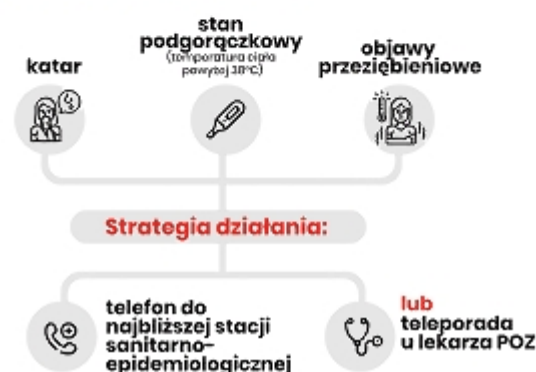 katar
stan
podgorączkowy
(temperatura ciała
powyżej 38°C)
objawy
przeziębieniowe
Strategia działania:
telefon do
najbliższej stacji
sanitarno-
epidemiologicznej
lub
teleporada
u lekarza POZ